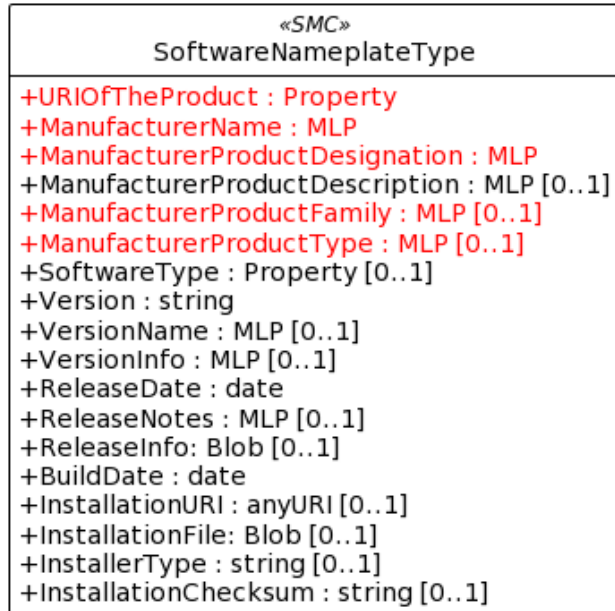 «SMC»
SoftwareNameplateType
+URIOfTheProduct : Property
+ManufacturerName : MLP
+ManufacturerProductDesignation : MLP
+ManufacturerProductDescription : MLP [0..1]
+ManufacturerProductFamily : MLP [0..1]
+ManufacturerProductType : MLP [0..1]
+SoftwareType : Property [0..1]
+Version : string
+VersionName : MLP [0..1]
+VersionInfo : MLP [0..1]
+ReleaseDate : date
+ReleaseNotes : MLP [0..1]
+ReleaseInfo: Blob [0..1]
+BuildDate : date
+InstallationURI : anyURI [0..1]
+InstallationFile: Blob [0..1]
+InstallerType : string [0..1]
+InstallationChecksum : string [0..1]